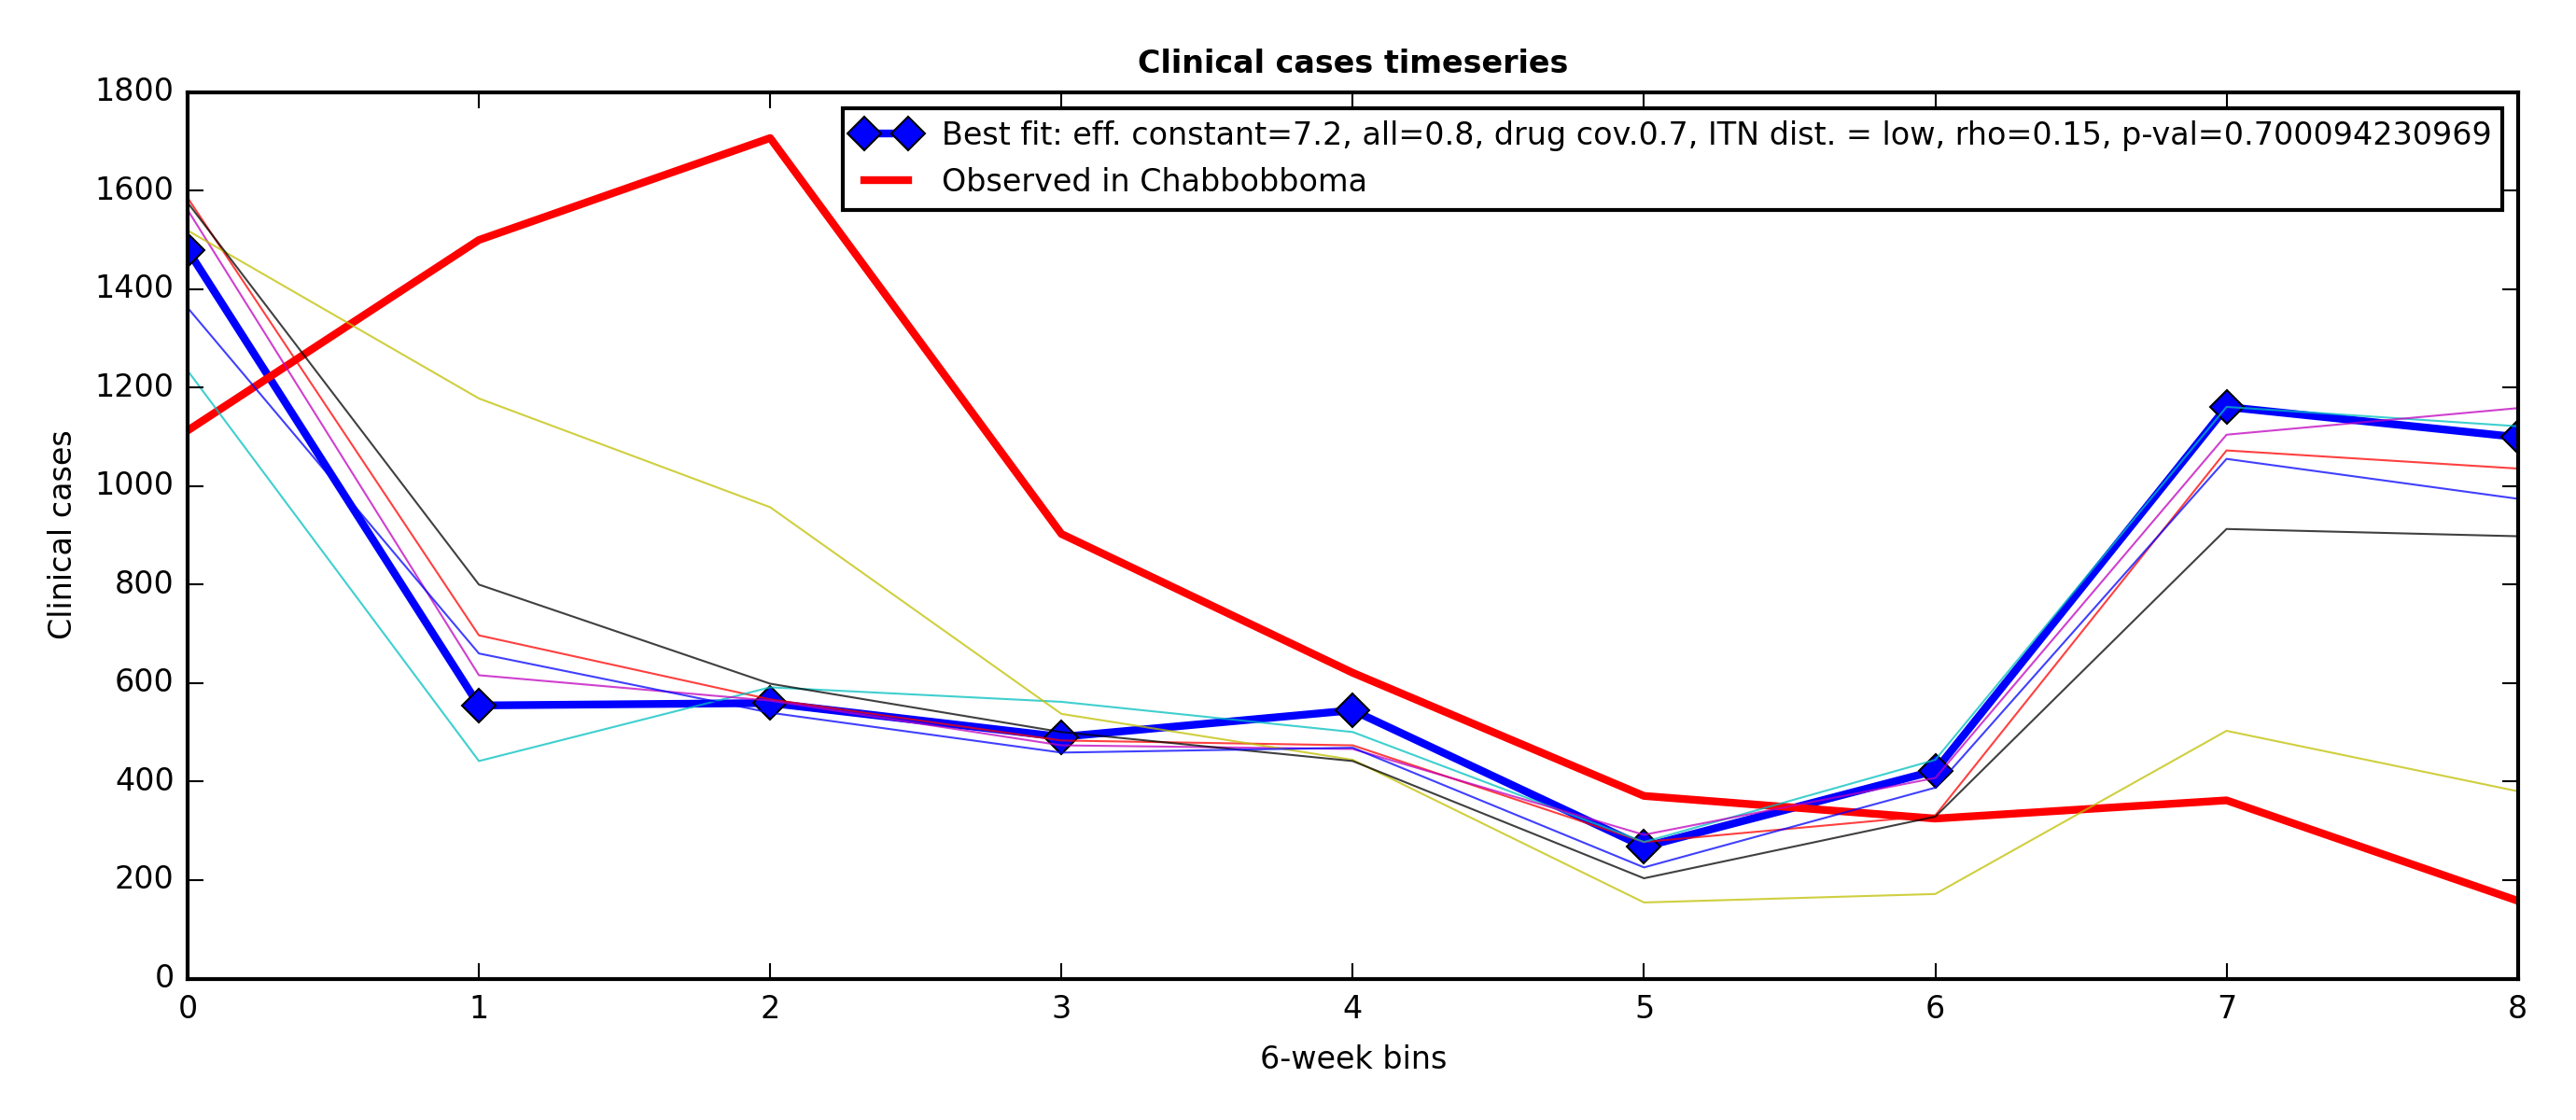 Clinical cases timeseries
Best fit: eff. constant=7.2, all=0.8, drug cov.0.7, ITN dist. = low, rho=0.15, p-val=0.700094230969
Observed in Chabbobboma
Clinical cases
1800
1600
1400
1200
1000
800
600
400
200
0
0 1 2 3 4 5 6 7 8
6-week bins